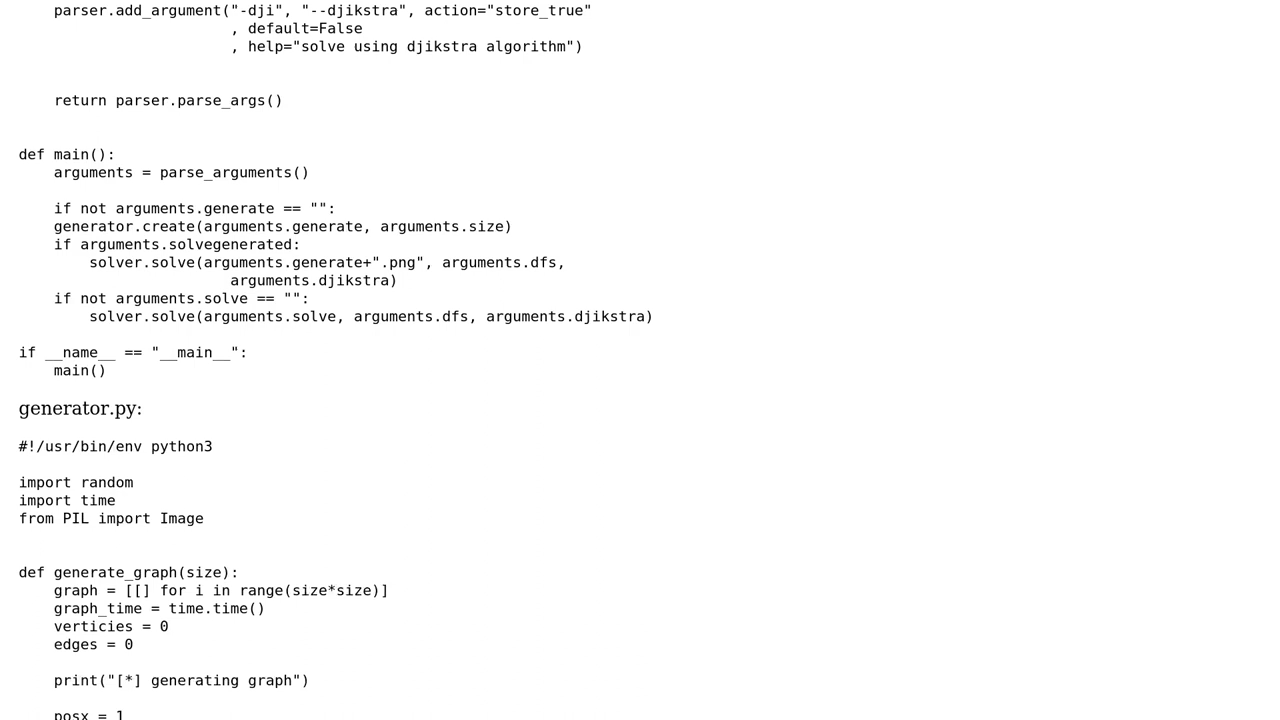 parser.add_argument("-dji", "--djikstra", action="store_true"
                        , default=False
                        , help="solve using djikstra algorithm")


    return parser.parse_args()


def main():
    arguments = parse_arguments()

    if not arguments.generate == "":
    generator.create(arguments.generate, arguments.size)
    if arguments.solvegenerated:
        solver.solve(arguments.generate+".png", arguments.dfs,
                        arguments.djikstra)
    if not arguments.solve == "":
        solver.solve(arguments.solve, arguments.dfs, arguments.djikstra)

if __name__ == "__main__":
    main()

generator.py:

#!/usr/bin/env python3

import random
import time
from PIL import Image


def generate_graph(size):
    graph = [[] for i in range(size*size)]
    graph_time = time.time()
    verticies = 0
    edges = 0

    print("[*] generating graph")

    posx = 1